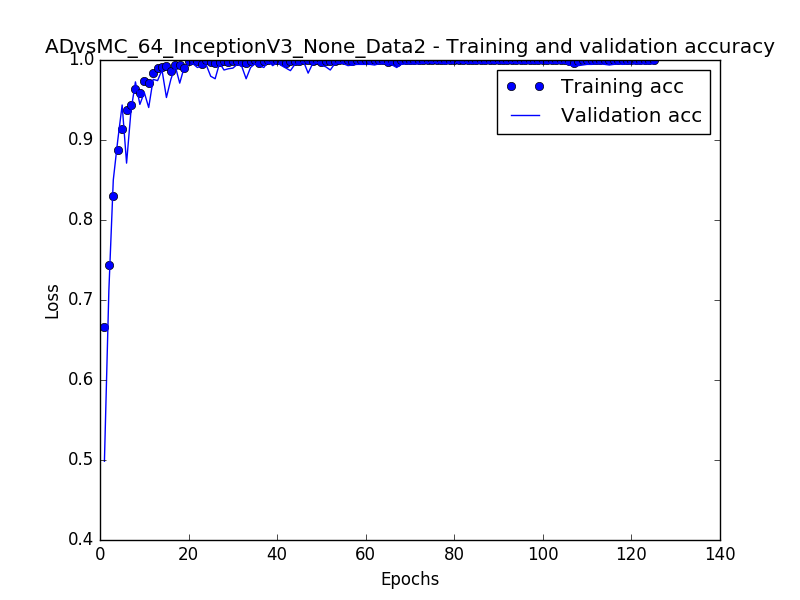 ADvsMC_64_InceptionV3_None_Data2 - Training and validation accuracy
1.0
0.9
0.8
0.7
0.6
0.5
0.4
Loss
Training acc
Validation acc
0 20 40 60 80 100 120 140
Epochs